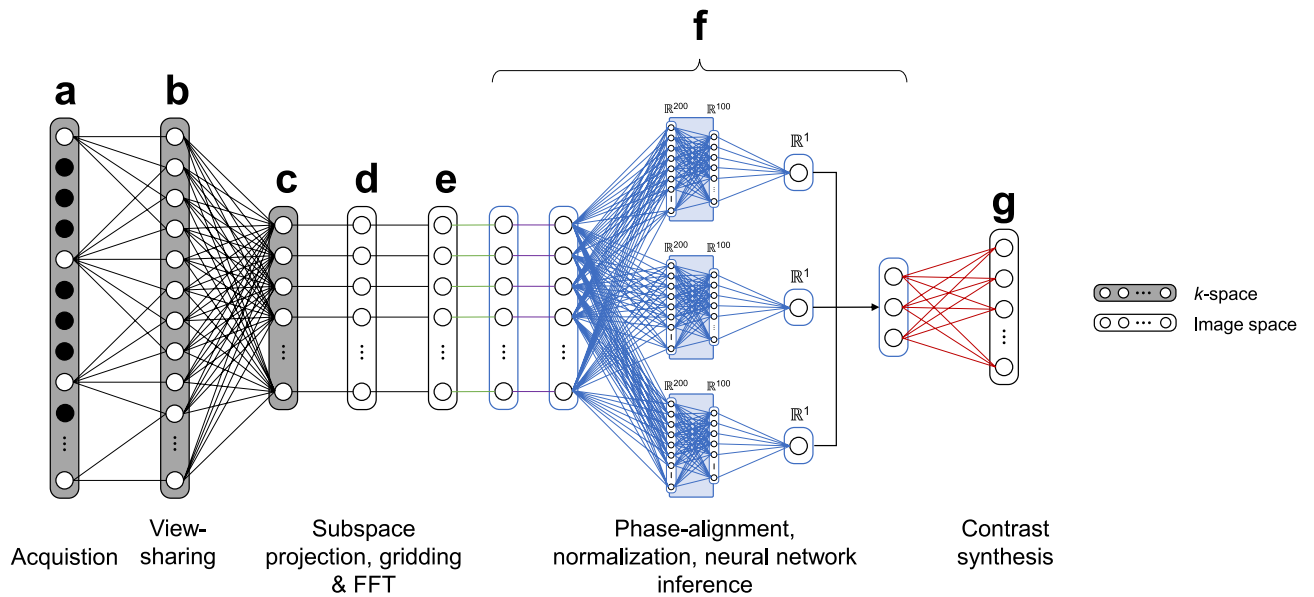 f
a
b
c
d
e
g
ℝ²⁰⁰ ℝ¹⁰⁰
ℝ¹
ℝ²⁰⁰ ℝ¹⁰⁰
ℝ¹
ℝ²⁰⁰ ℝ¹⁰⁰
ℝ¹
k-space
Image space
Acquistion
View-
sharing
Subspace
projection, gridding
& FFT
Phase-alignment,
normalization, neural network
inference
Contrast
synthesis